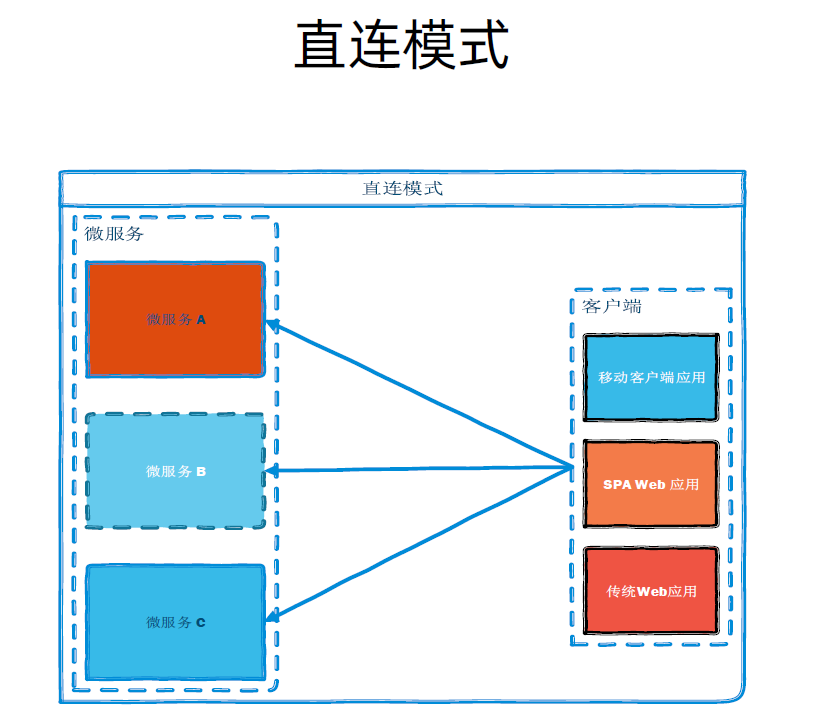 直连模式
直连模式
微服务
微服务 A
微服务 B
微服务 C
客户端
移动客户端应用
SPA Web 应用
传统Web应用